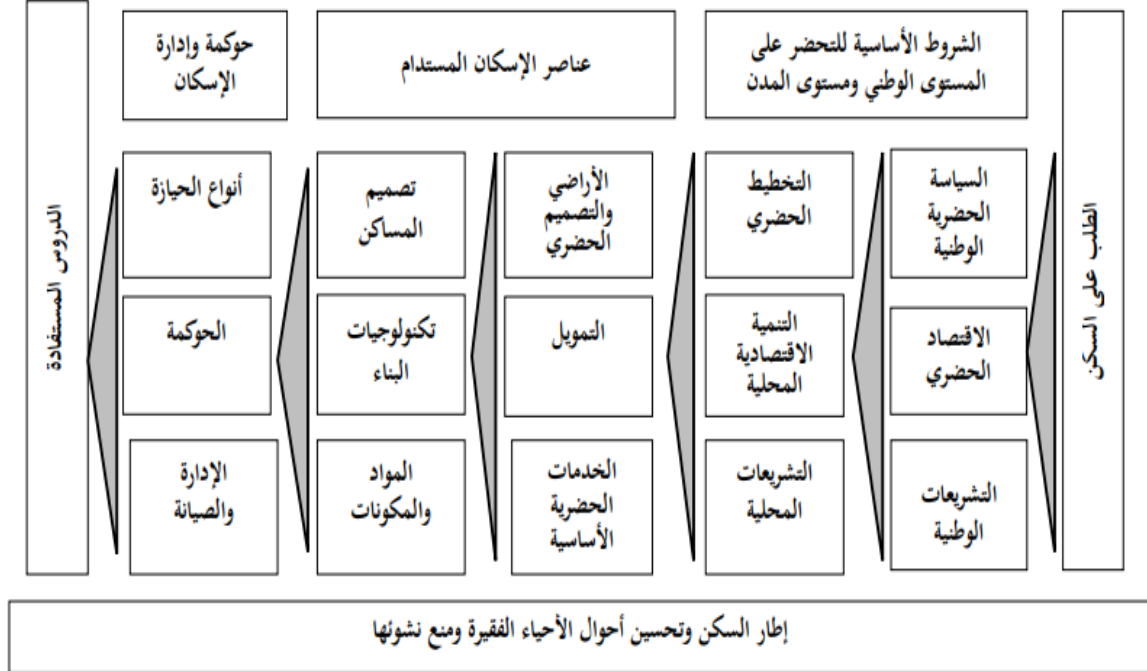 الطلب على السكن
الشروط الأساسية للتحضر على
المستوى الوطني ومستوى المدن
عناصر الإسكان المستدام
حوكمة وإدارة
الإسكان
السياسة
الحضرية
الوطنية
الاقتصاد
الحضري
التشريعات
الوطنية
التخطيط
الحضري
التنمية
الاقتصادية
المحلية
التشريعات
المحلية
الأراضي
والتصميم
الحضري
التمويل
الخدمات
الحضرية
الأساسية
تصميم
المساكن
تكنولوجيات
البناء
المواد
والمكونات
أنواع الحيازة
الحوكمة
الإدارة
والصيانة
الدروس المستفادة
إطار السكن وتحسين أحوال الأحياء الفقيرة ومنع نشوئها